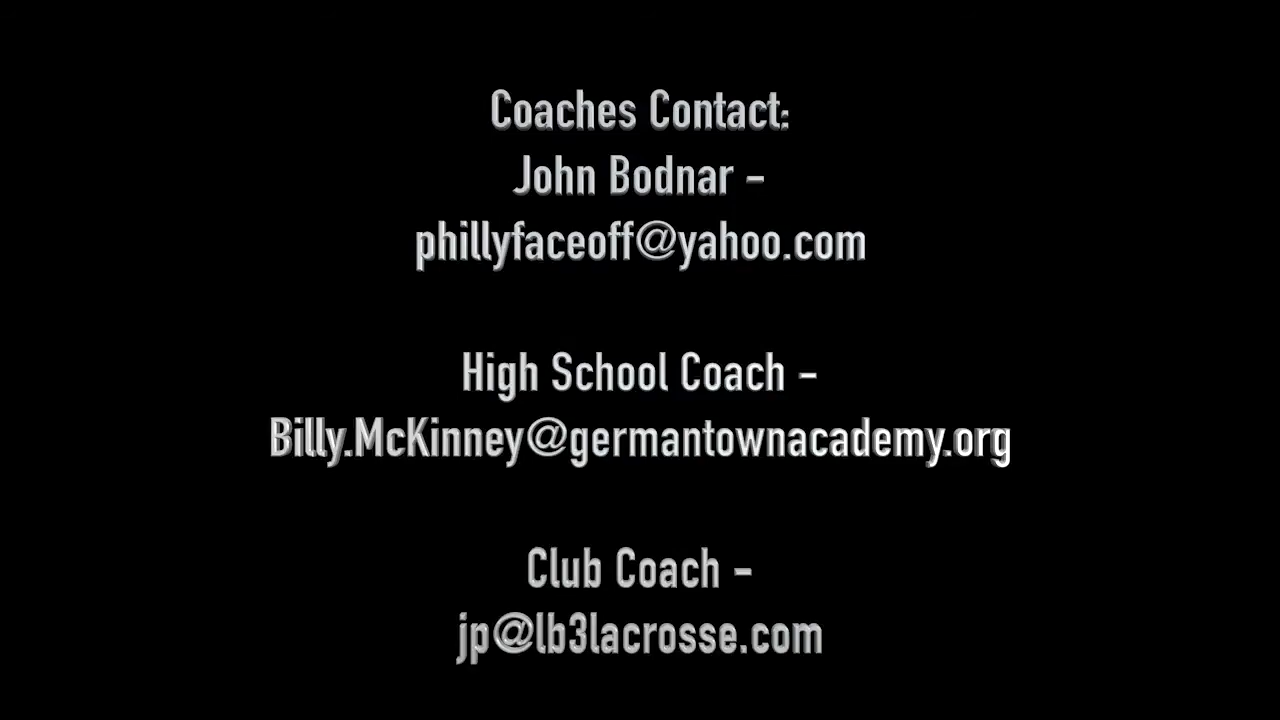 Coaches Contact:
John Bodnar -
phillyfaceoff@yahoo.com
High School Coach -
Billy.McKinney@germantownacademy.org
Club Coach -
jp@lb3lacrosse.com